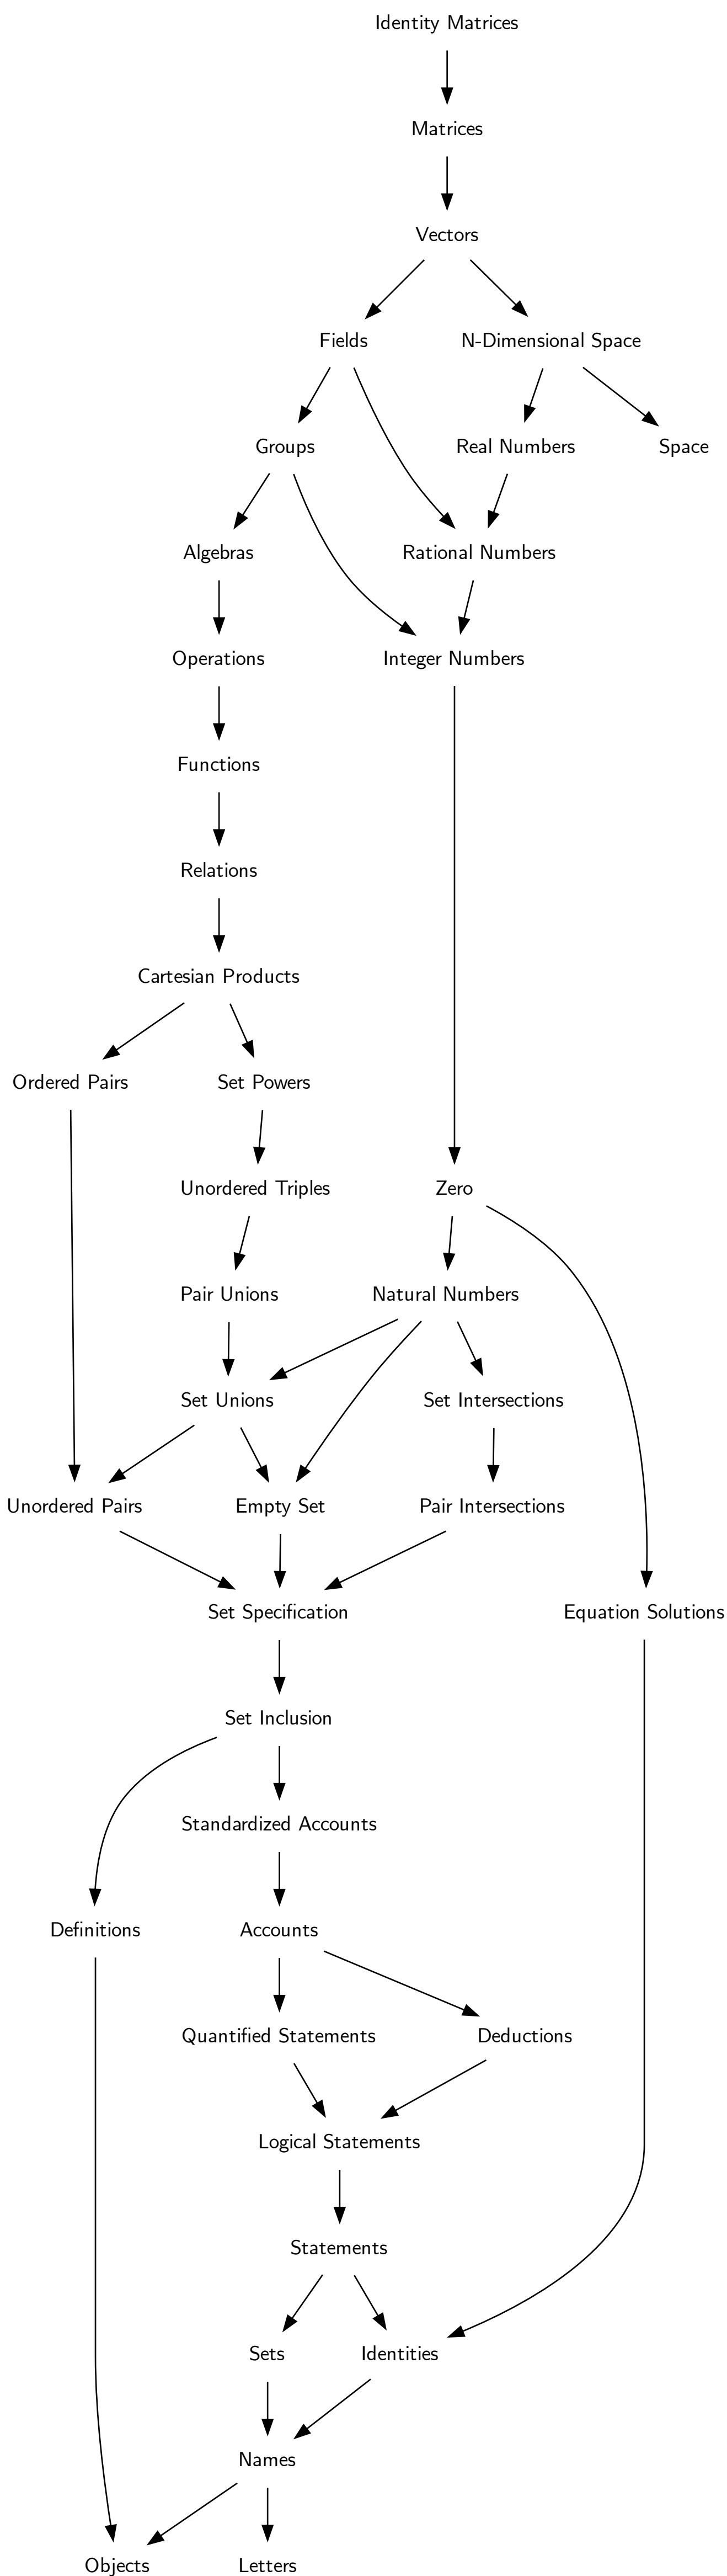 Identity Matrices
Matrices
Vectors
Fields
N-Dimensional Space
Groups
Real Numbers
Space
Algebras
Rational Numbers
Operations
Integer Numbers
Functions
Relations
Cartesian Products
Ordered Pairs
Set Powers
Unordered Triples
Zero
Pair Unions
Natural Numbers
Set Unions
Set Intersections
Unordered Pairs
Empty Set
Pair Intersections
Set Specification
Equation Solutions
Set Inclusion
Standardized Accounts
Definitions
Accounts
Quantified Statements
Deductions
Logical Statements
Statements
Sets
Identities
Names
Objects
Letters